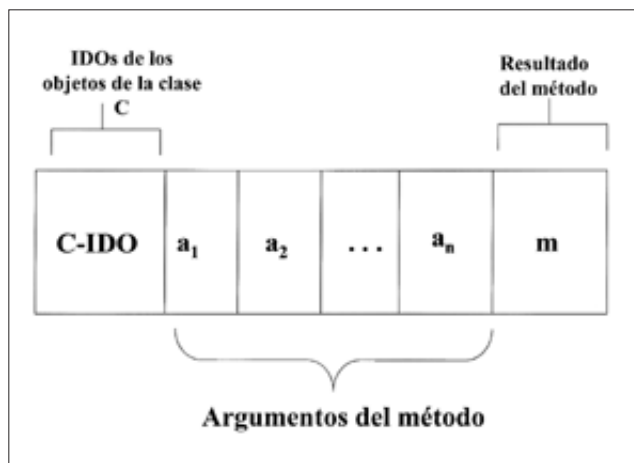 IDOs de los
objetos de la clase
C
Resultado
del método
C-IDO a₁ a₂ ... aₙ m
Argumentos del método